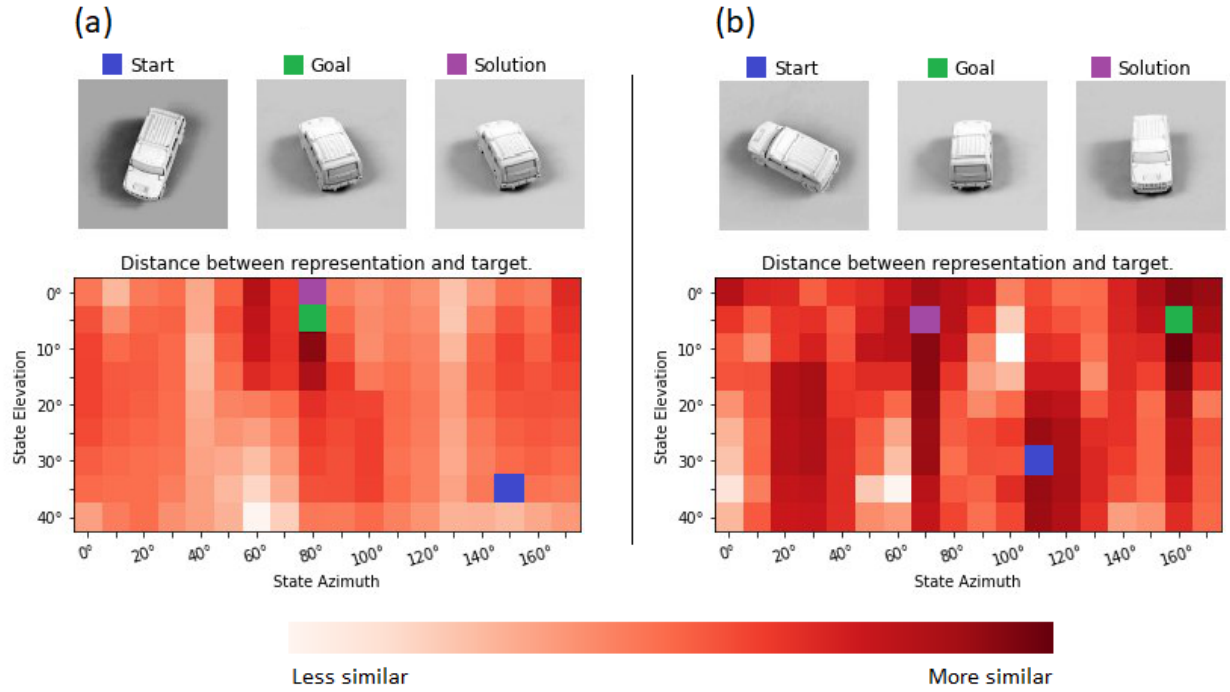 (a)
Start
Goal
Solution
Distance between representation and target.
0°
10°
20°
30°
40°
State Elevation
0°
20°
40°
60°
80°
100°
120°
140°
160°
State Azimuth
(b)
Start
Goal
Solution
Distance between representation and target.
0°
10°
20°
30°
40°
State Elevation
0°
20°
40°
60°
80°
100°
120°
140°
160°
State Azimuth
Less similar
More similar